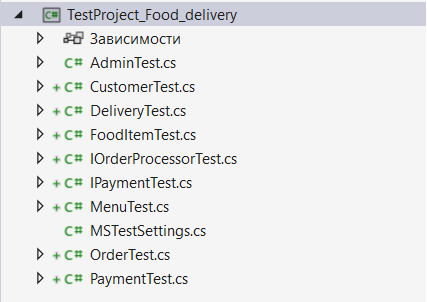 TestProject_Food_delivery
Зависимости
C# AdminTest.cs
+ C# CustomerTest.cs
+ C# DeliveryTest.cs
+ C# FoodItemTest.cs
+ C# IOrderProcessorTest.cs
+ C# IPaymentTest.cs
+ C# MenuTest.cs
C# MSTestSettings.cs
+ C# OrderTest.cs
+ C# PaymentTest.cs